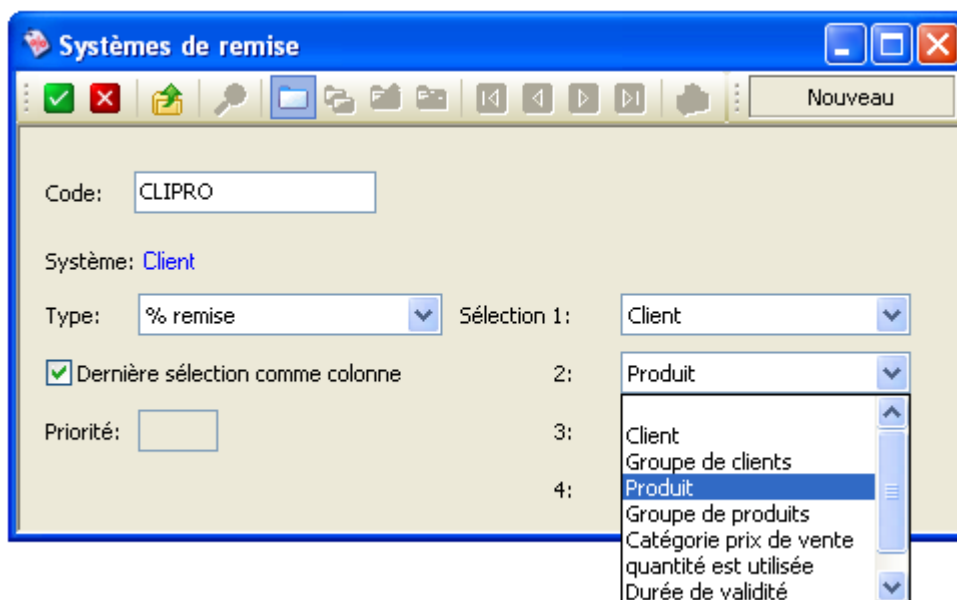 Systèmes de remise
Nouveau
Code: CLIPRO
Système: Client
Type: % remise Sélection 1: Client
Dernière sélection comme colonne 2: Produit
Priorité: 3:
4:
Client
Groupe de clients
Produit
Groupe de produits
Catégorie prix de vente
quantité est utilisée
Durée de validité